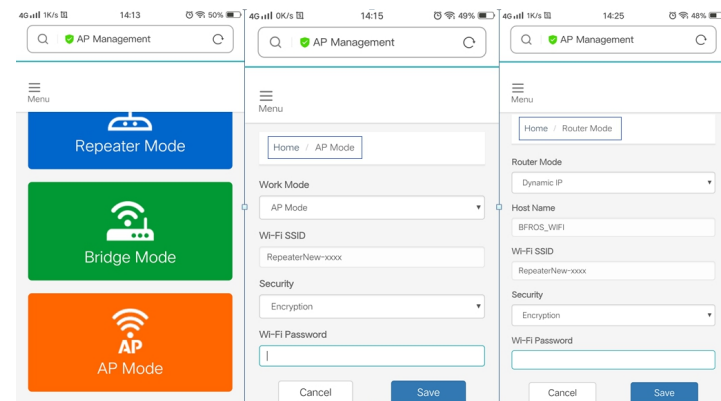 4G 1K/s
14:13
50%
AP Management
Menu
Repeater Mode
Bridge Mode
AP
AP Mode
4G 0K/s
14:15
49%
AP Management
Menu
Home / AP Mode
Work Mode
AP Mode
Wi-Fi SSID
RepeaterNew-xxxx
Security
Encryption
Wi-Fi Password
Cancel
Save
4G 1K/s
14:25
48%
AP Management
Menu
Home / Router Mode
Router Mode
Dynamic IP
Host Name
BFROS_WIFI
Wi-Fi SSID
RepeaterNew-xxxx
Security
Encryption
Wi-Fi Password
Cancel
Save